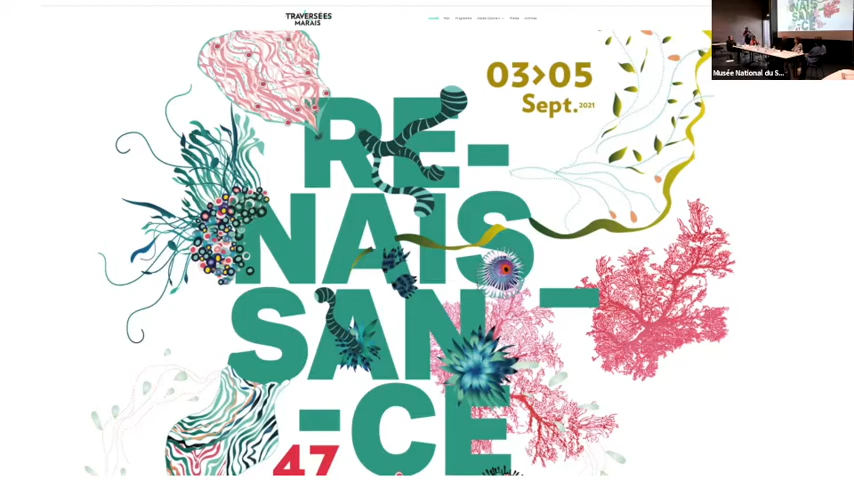 TRAVERSÉES
MARAIS
03>05
Sept.2021
RE-
NAIS
-
SAN
-CE
47
Musée National du S...